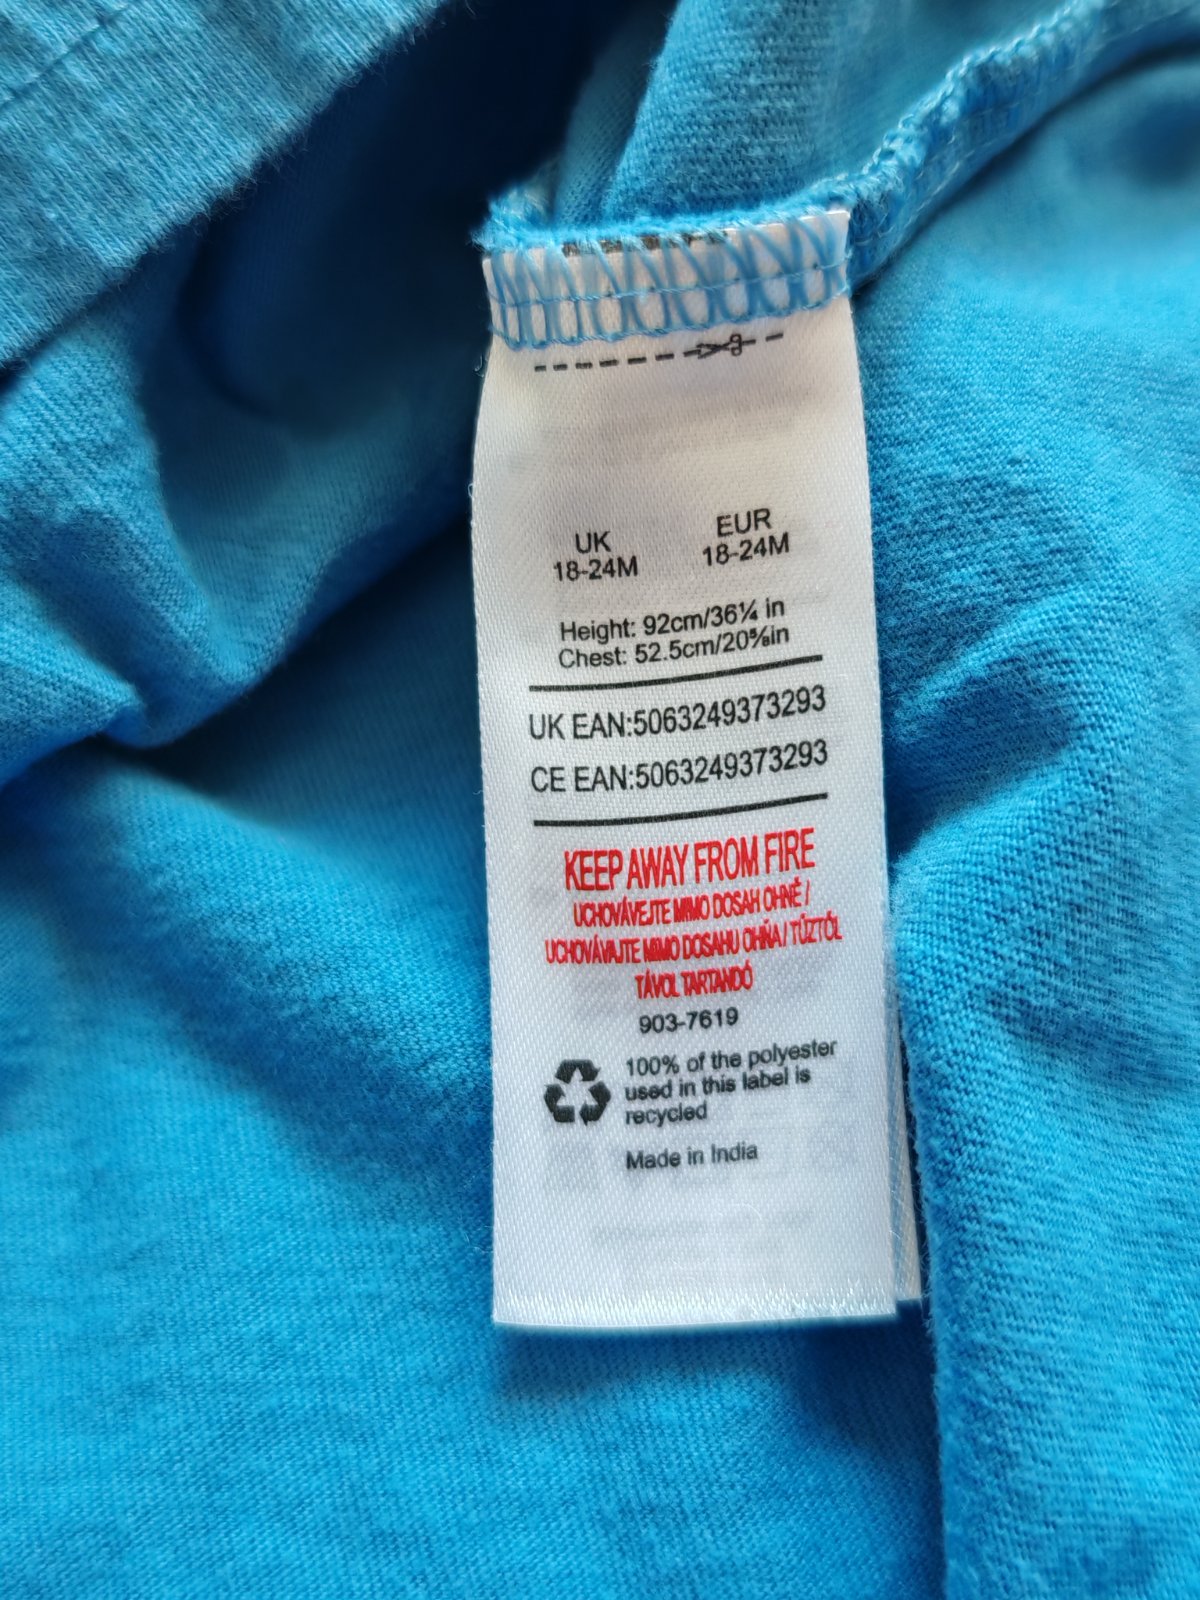 UK EUR
18-24M 18-24M
Height: 92cm/36¼ in
Chest: 52.5cm/20⅝in
UK EAN:5063249373293
CE EAN:5063249373293
KEEP AWAY FROM FIRE
UCHOVÁVEJTE MIMO DOSAH OHNĚ /
UCHOVÁVAJTE MIMO DOSAHU OHŇA / TŰZTŐL
TÁVOL TARTANDÓ
903-7619
100% of the polyester
used in this label is
recycled
Made in India